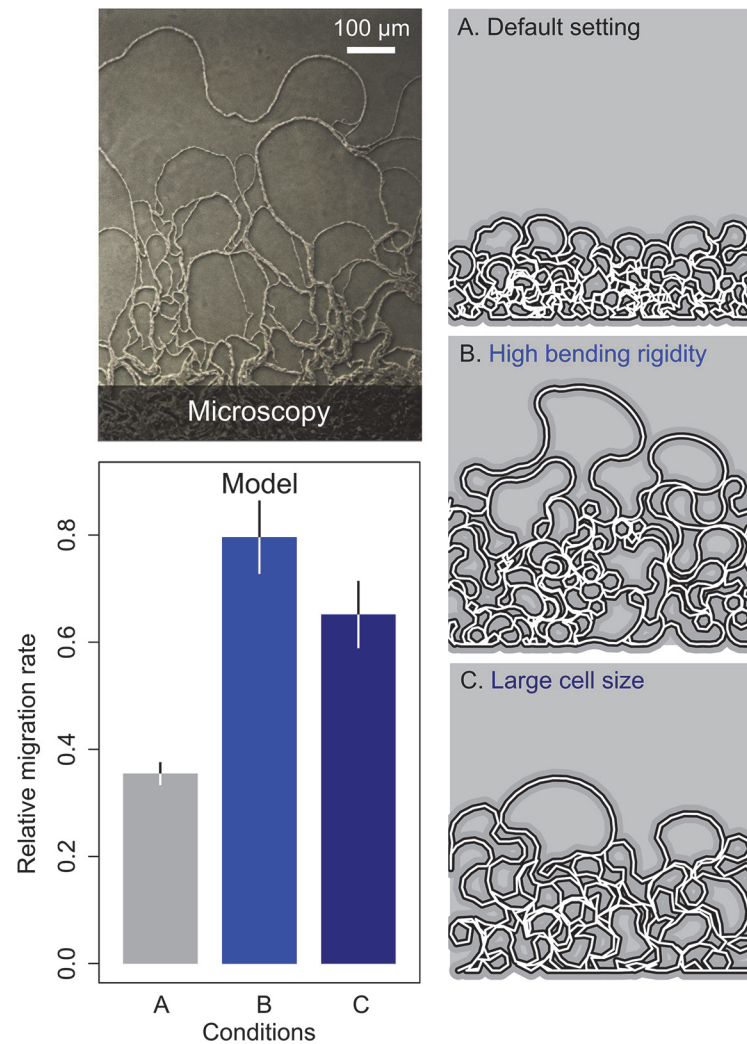 100 µm
Microscopy
A. Default setting
B. High bending rigidity
C. Large cell size
Model
Relative migration rate
0.8
0.6
0.4
0.2
0.0
A
B
C
Conditions